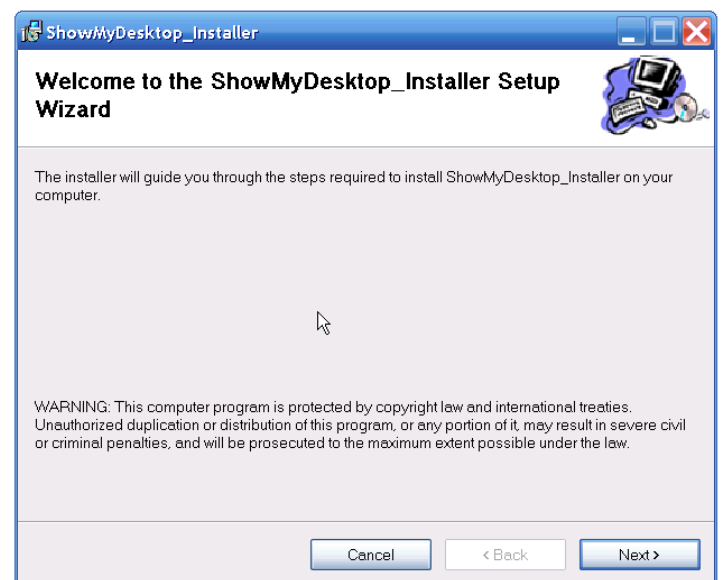 ShowMyDesktop_Installer
Welcome to the ShowMyDesktop_Installer Setup
Wizard
The installer will guide you through the steps required to install ShowMyDesktop_Installer on your
computer.
WARNING: This computer program is protected by copyright law and international treaties.
Unauthorized duplication or distribution of this program, or any portion of it, may result in severe civil
or criminal penalties, and will be prosecuted to the maximum extent possible under the law.
Cancel
< Back
Next >